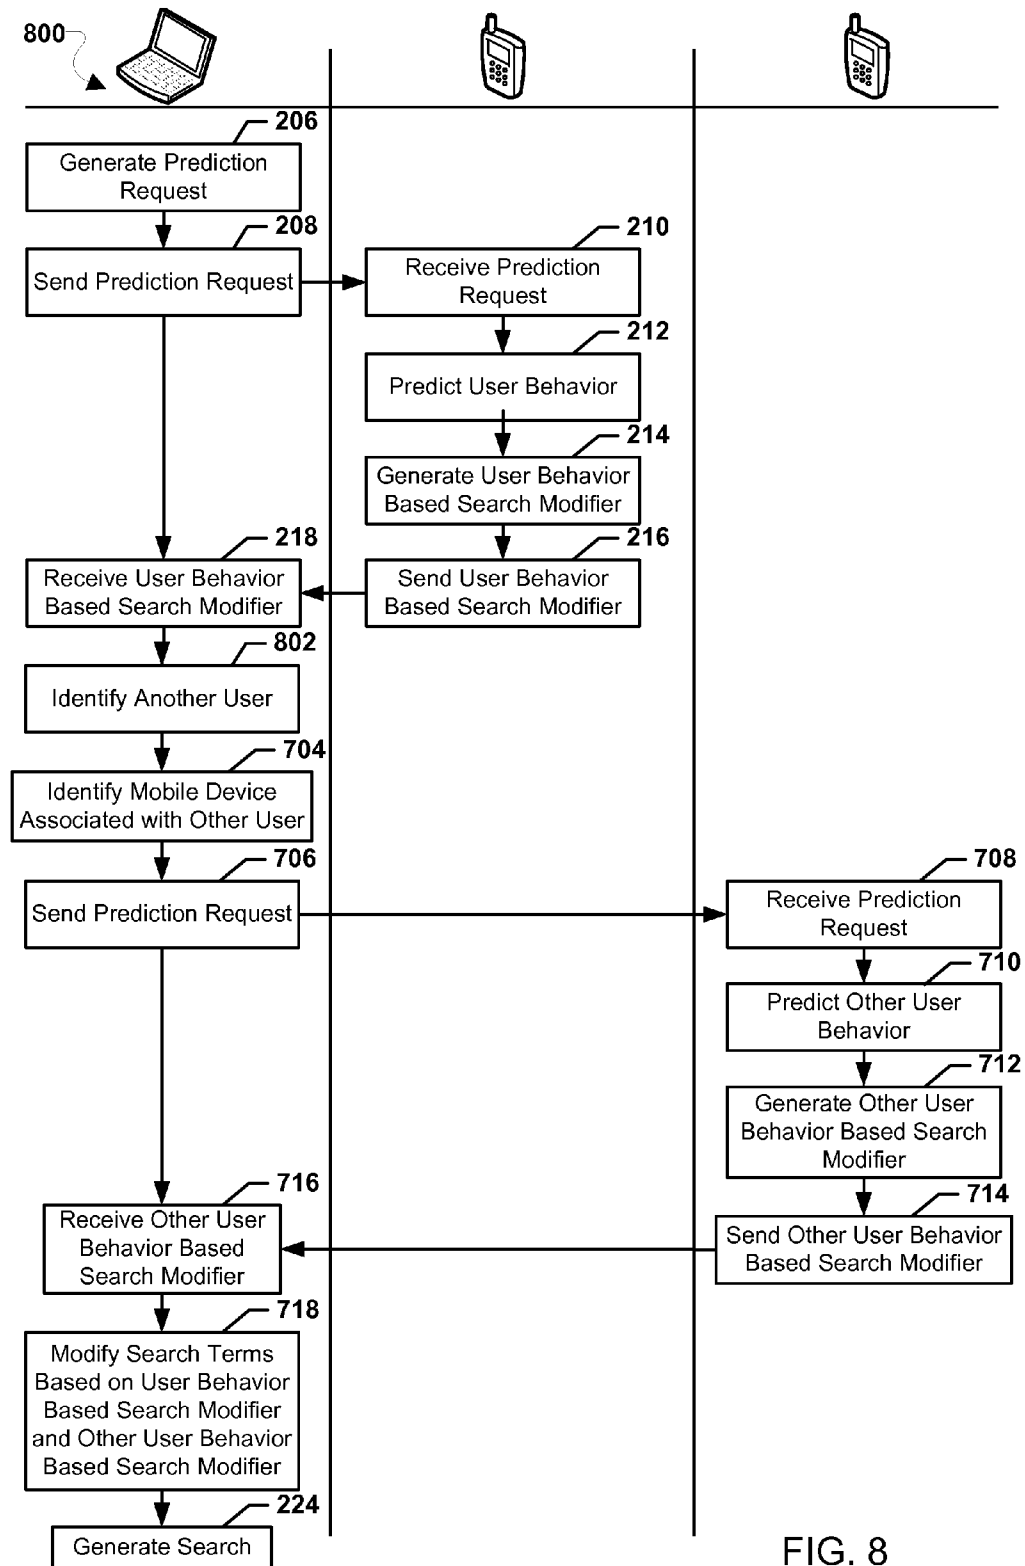 800
206
Generate Prediction
Request
208
Send Prediction Request
210
Receive Prediction
Request
212
Predict User Behavior
214
Generate User Behavior
Based Search Modifier
218
Receive User Behavior
Based Search Modifier
216
Send User Behavior
Based Search Modifier
802
Identify Another User
704
Identify Mobile Device
Associated with Other User
706
Send Prediction Request
708
Receive Prediction
Request
710
Predict Other User
Behavior
712
Generate Other User
Behavior Based Search
Modifier
716
Receive Other User
Behavior Based
Search Modifier
714
Send Other User Behavior
Based Search Modifier
718
Modify Search Terms
Based on User Behavior
Based Search Modifier
and Other User Behavior
Based Search Modifier
224
Generate Search
FIG. 8